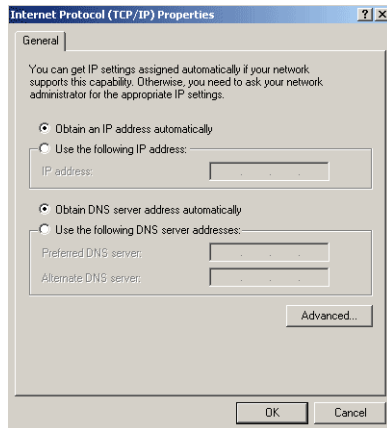 Internet Protocol (TCP/IP) Properties
General
You can get IP settings assigned automatically if your network
supports this capability. Otherwise, you need to ask your network
administrator for the appropriate IP settings.
Obtain an IP address automatically
Use the following IP address:
IP address:
Obtain DNS server address automatically
Use the following DNS server addresses:
Preferred DNS server:
Alternate DNS server:
Advanced...
OK Cancel